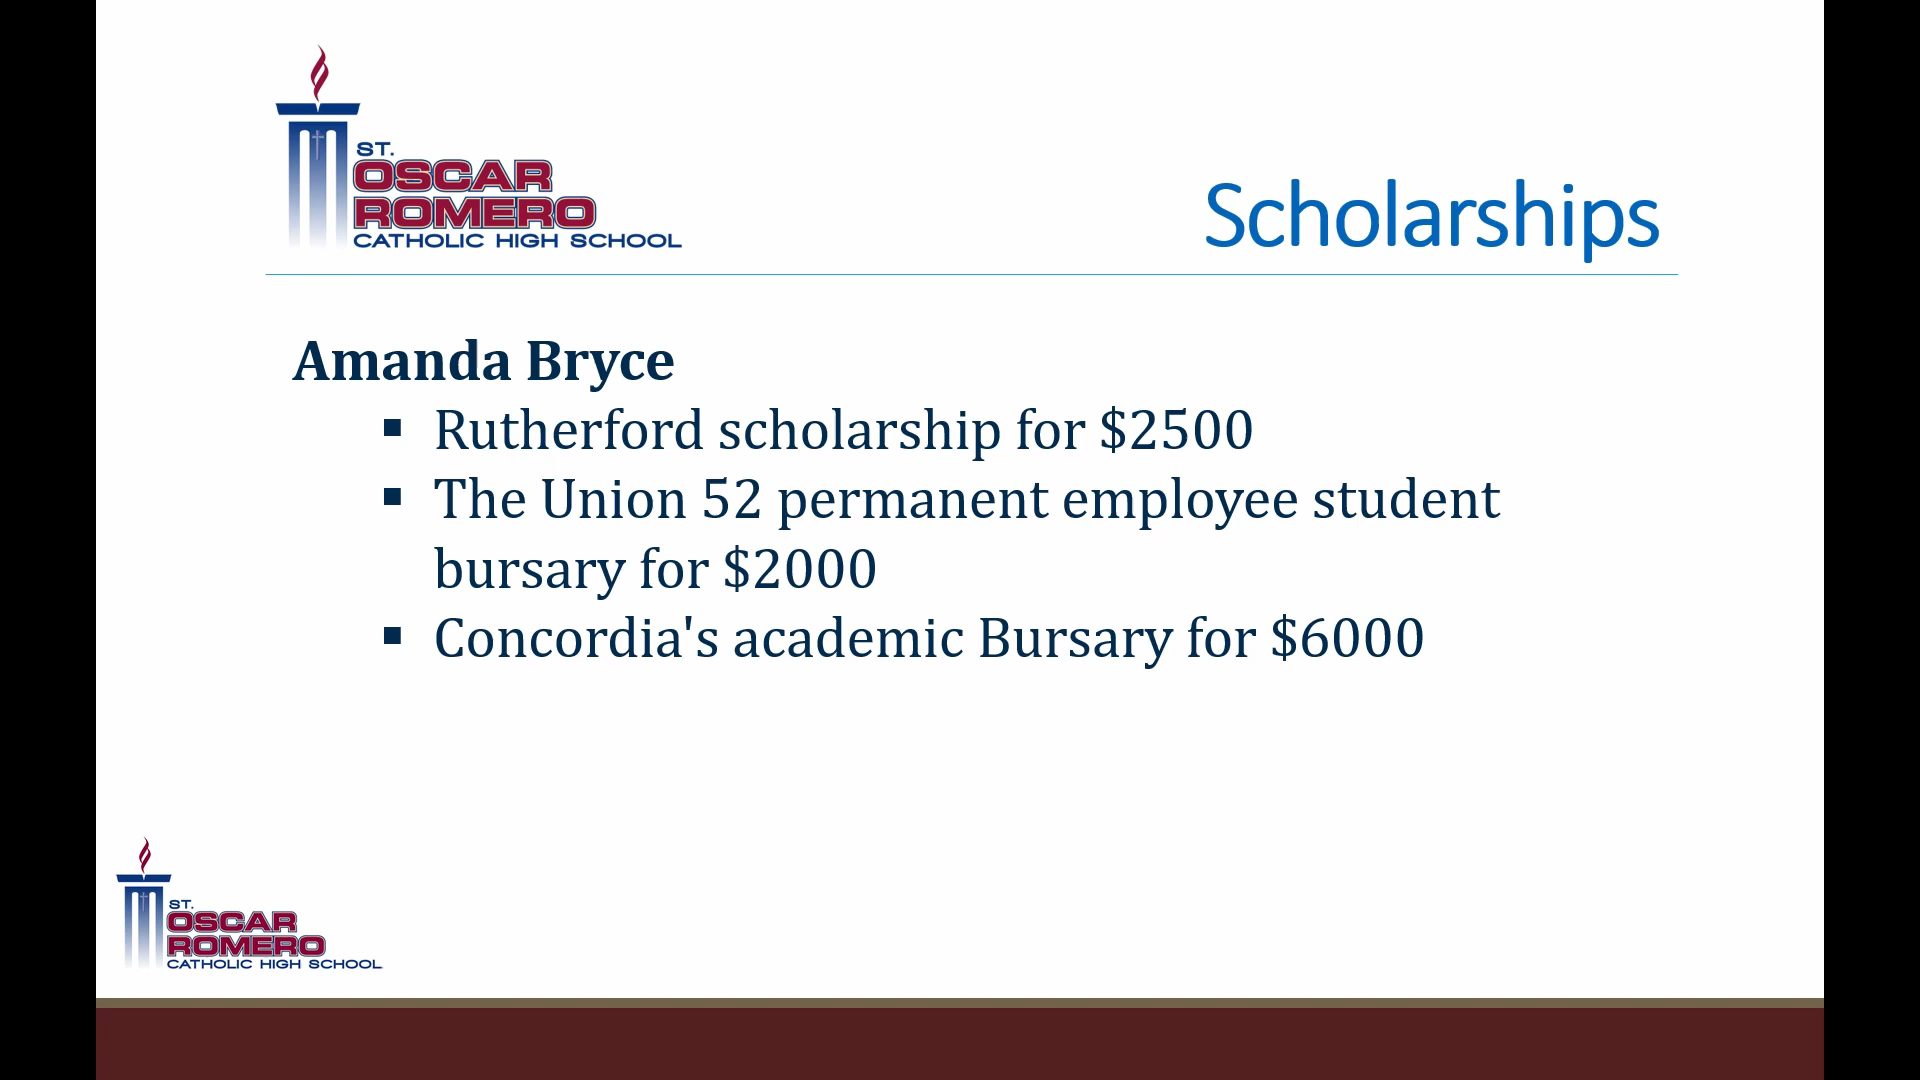 ST.
OSCAR
ROMERO
CATHOLIC HIGH SCHOOL
Scholarships
Amanda Bryce
▪ Rutherford scholarship for $2500
▪ The Union 52 permanent employee student
bursary for $2000
▪ Concordia's academic Bursary for $6000
ST.
OSCAR
ROMERO
CATHOLIC HIGH SCHOOL